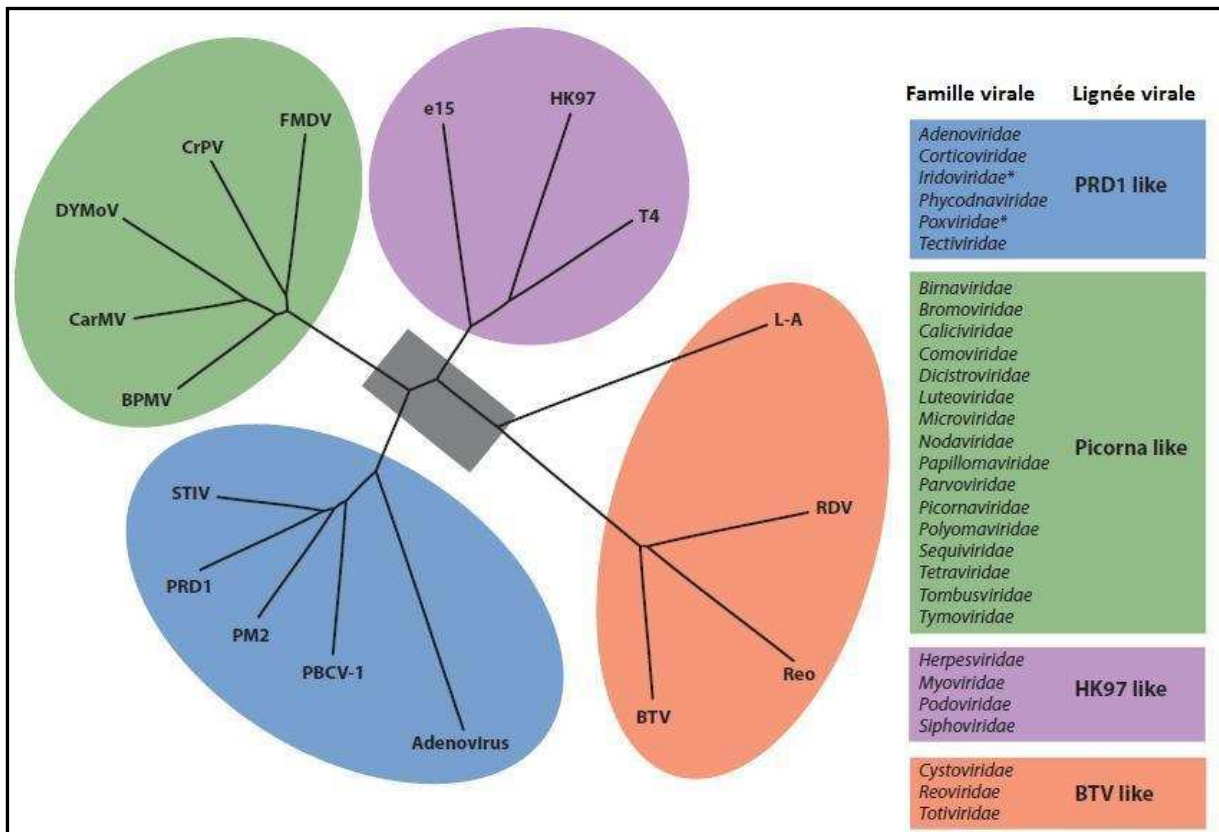 FMDV
CrPV
DYMoV
CarMV
BPMV
e15
HK97
T4
L-A
RDV
Reo
BTV
STIV
PRD1
PM2
PBCV-1
Adenovirus
Famille virale Lignée virale
Adenoviridae
Corticoviridae
Iridoviridae*
Phycodnaviridae
Poxviridae*
Tectiviridae
PRD1 like
Birnaviridae
Bromoviridae
Caliciviridae
Comoviridae
Dicistroviridae
Luteoviridae
Microviridae
Nodaviridae
Papillomaviridae
Parvoviridae
Picornaviridae
Polyomaviridae
Sequiviridae
Tetraviridae
Tombusviridae
Tymoviridae
Picorna like
Herpesviridae
Myoviridae
Podoviridae
Siphoviridae
HK97 like
Cystoviridae
Reoviridae
Totiviridae
BTV like